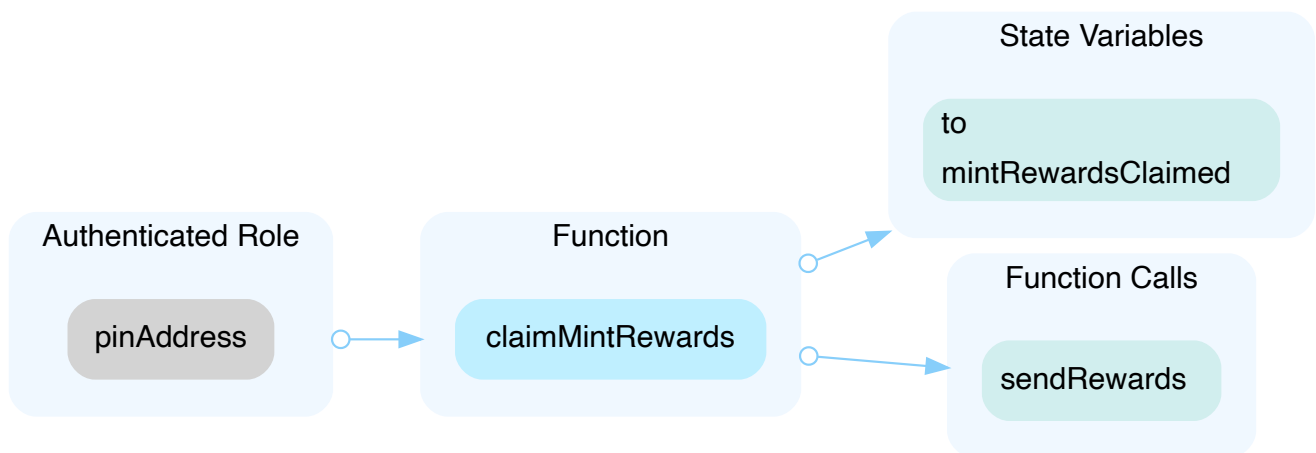 Authenticated Role
pinAddress
Function
claimMintRewards
State Variables
to
mintRewardsClaimed
Function Calls
sendRewards